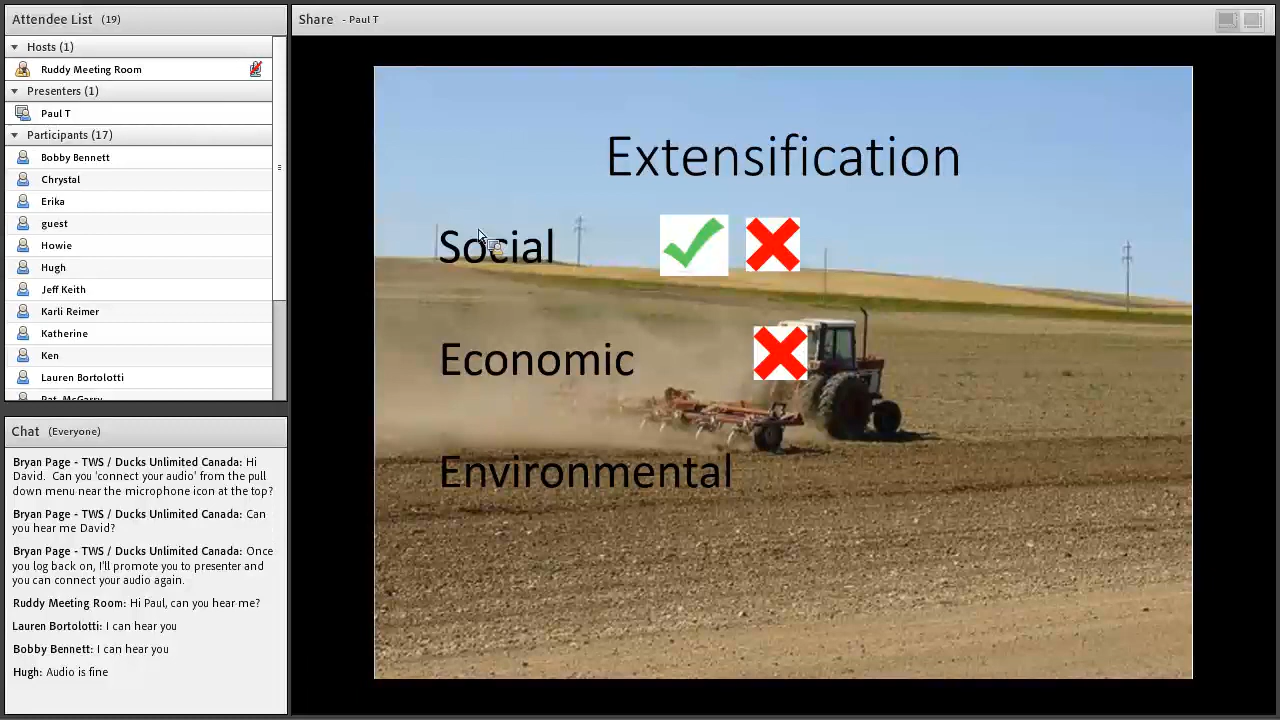 Attendee List (19)
Hosts (1)
Ruddy Meeting Room
Presenters (1)
Paul T
Participants (17)
Bobby Bennett
Chrystal
Erika
guest
Howie
Hugh
Jeff Keith
Karli Reimer
Katherine
Ken
Lauren Bortolotti
Pat McGarry
Chat (Everyone)
Bryan Page - TWS / Ducks Unlimited Canada: Hi
David. Can you 'connect your audio' from the pull
down menu near the microphone icon at the top?
Bryan Page - TWS / Ducks Unlimited Canada: Can
you hear me David?
Bryan Page - TWS / Ducks Unlimited Canada: Once
you log back on, I'll promote you to presenter and
you can connect your audio again.
Ruddy Meeting Room: Hi Paul, can you hear me?
Lauren Bortolotti: I can hear you
Bobby Bennett: I can hear you
Hugh: Audio is fine
Share - Paul T
Extensification
Social
Economic
Environmental